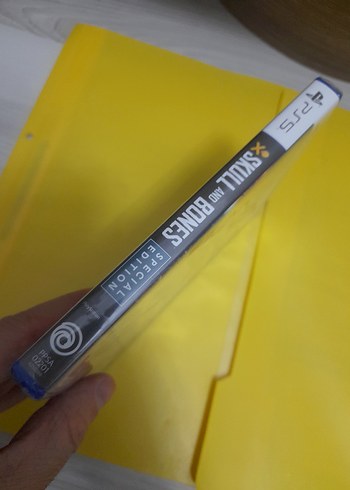 PS5
SKULL AND BONES
SPECIAL
EDITION